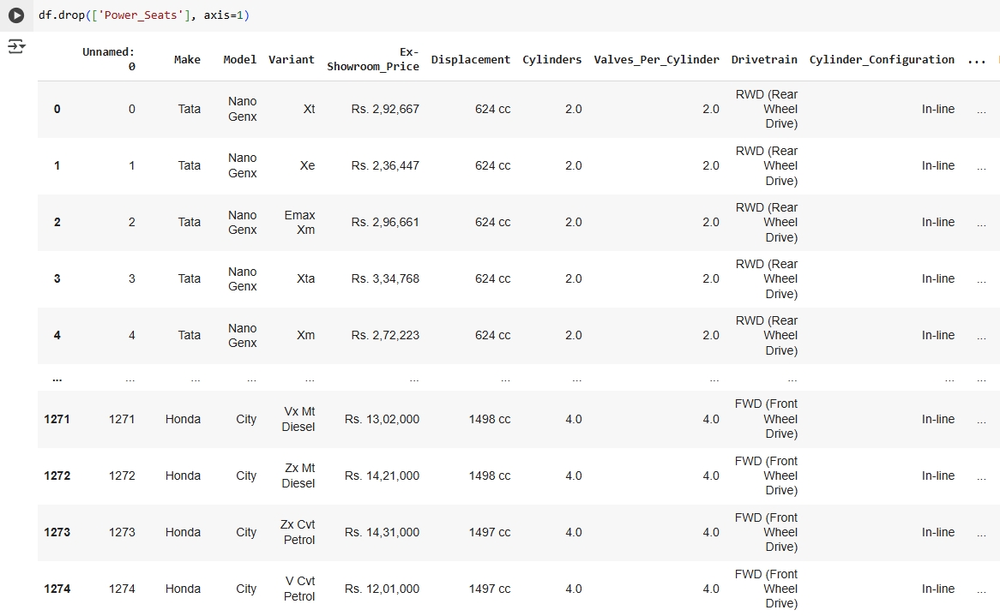 df.drop(['Power_Seats'], axis=1)
Unnamed: 0 Make Model Variant Ex-Showroom_Price Displacement Cylinders Valves_Per_Cylinder Drivetrain Cylinder_Configuration ...
0 0 Tata Nano Genx Xt Rs. 2,92,667 624 cc 2.0 2.0 RWD (Rear Wheel Drive) In-line ...
1 1 Tata Nano Genx Xe Rs. 2,36,447 624 cc 2.0 2.0 RWD (Rear Wheel Drive) In-line ...
2 2 Tata Nano Genx Emax Xm Rs. 2,96,661 624 cc 2.0 2.0 RWD (Rear Wheel Drive) In-line ...
3 3 Tata Nano Genx Xta Rs. 3,34,768 624 cc 2.0 2.0 RWD (Rear Wheel Drive) In-line ...
4 4 Tata Nano Genx Xm Rs. 2,72,223 624 cc 2.0 2.0 RWD (Rear Wheel Drive) In-line ...
... ... ... ... ... ... ... ... ... ... ... ...
1271 1271 Honda City Vx Mt Diesel Rs. 13,02,000 1498 cc 4.0 4.0 FWD (Front Wheel Drive) In-line ...
1272 1272 Honda City Zx Mt Diesel Rs. 14,21,000 1498 cc 4.0 4.0 FWD (Front Wheel Drive) In-line ...
1273 1273 Honda City Zx Cvt Petrol Rs. 14,31,000 1497 cc 4.0 4.0 FWD (Front Wheel Drive) In-line ...
1274 1274 Honda City V Cvt Petrol Rs. 12,01,000 1497 cc 4.0 4.0 FWD (Front Wheel Drive) In-line ...